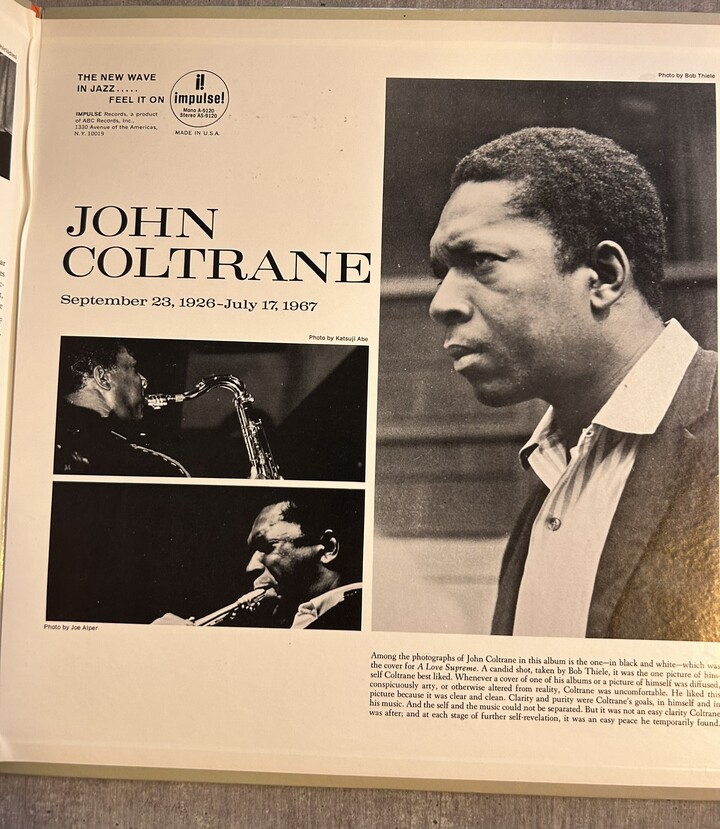 THE NEW WAVE
IN JAZZ.....
FEEL IT ON
impulse!
Mono A-9120
Stereo AS-9120
MADE IN U.S.A.
IMPULSE Records, a product
of ABC Records, Inc.,
1330 Avenue of the Americas,
N.Y. 10019
Photo by Bob Thiele
JOHN
COLTRANE
September 23, 1926–July 17, 1967
Photo by Katsuji Abe
Photo by Joe Alper
Among the photographs of John Coltrane in this album is the one—in black and white—which was
the cover for A Love Supreme. A candid shot, taken by Bob Thiele, it was the one picture of him-
self Coltrane best liked. Whenever a cover of one of his albums or a picture of himself was diffused,
conspicuously arty, or otherwise altered from reality, Coltrane was uncomfortable. He liked this
picture because it was clear and clean. Clarity and purity were Coltrane's goals, in himself and in
his music. And the self and the music could not be separated. But it was not an easy clarity Coltrane
was after; and at each stage of further self-revelation, it was an easy peace he temporarily found.